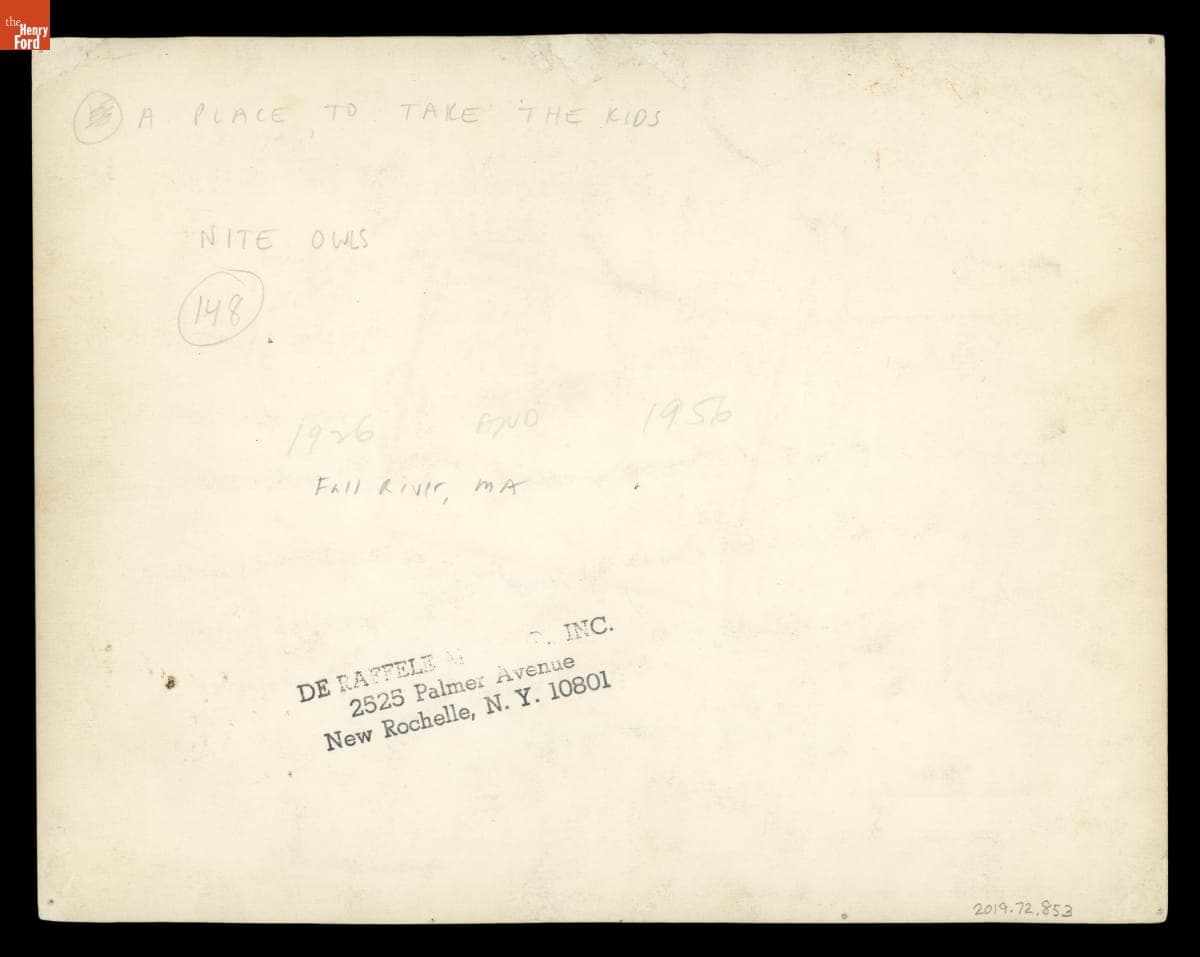 the
Henry
Ford
A PLACE TO TAKE THE KIDS
NITE OWLS
148
1926 AND 1956
Fall River, MA
DE RAFFELE INC.
2525 Palmer Avenue
New Rochelle, N. Y. 10801
2019.72.853